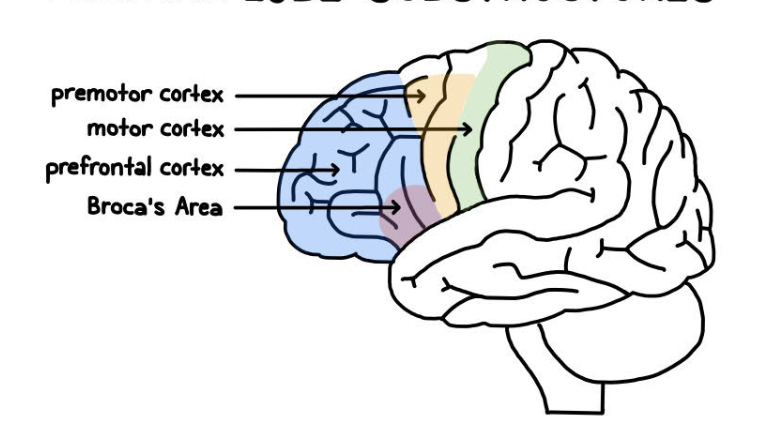 premotor cortex
motor cortex
prefrontal cortex
Broca's Area